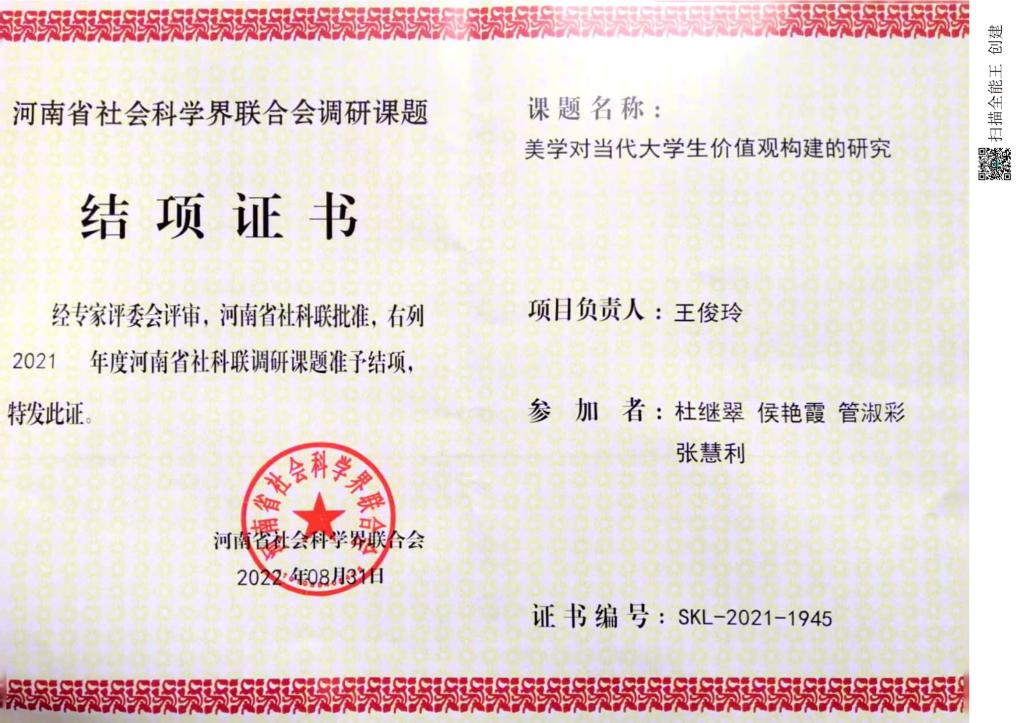 河南省社会科学界联合会调研课题
结项证书
经专家评委会评审，河南省社科联批准，右列
2021 年度河南省社科联调研课题准予结项，
特发此证。
河南省社会科学界联合会
河南省社会科学界联合会
2022 年08月31日
课题名称：
美学对当代大学生价值观构建的研究
项目负责人：王俊玲
参加者：杜继翠 侯艳霞 管淑彩
张慧利
证书编号：SKL-2021-1945
扫描全能王 创建